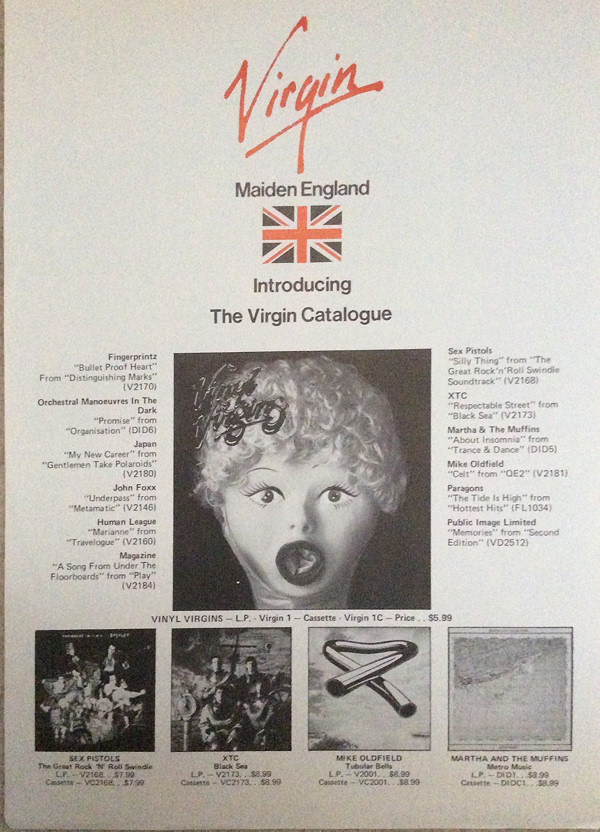 Virgin
Maiden England
Introducing
The Virgin Catalogue
Fingerprintz
"Bullet Proof Heart"
From "Distinguishing Marks"
(V2170)
Orchestral Manoeuvres In The
Dark
"Promise" from
"Organisation" (DID6)
Japan
"My New Career" from
"Gentlemen Take Polaroids"
(V2180)
John Foxx
"Underpass" from
"Metamatic" (V2146)
Human League
"Marianne" from
"Travelogue" (V2160)
Magazine
"A Song From Under The
Floorboards" from "Play"
(V2184)
Vinyl
Virgins
Sex Pistols
"Silly Thing" from "The
Great Rock'n'Roll Swindle
Soundtrack" (V2168)
XTC
"Respectable Street" from
"Black Sea" (V2173)
Martha & The Muffins
"About Insomnia" from
"Trance & Dance" (DID5)
Mike Oldfield
"Celt" from "QE2" (V2181)
Paragons
"The Tide Is High" from
"Hottest Hits" (FL1034)
Public Image Limited
"Memories" from "Second
Edition" (VD2512)
VINYL VIRGINS — L.P. - Virgin 1 — Cassette - Virgin 1C — Price . . $5.99
SEX PISTOLS
The Great Rock 'N' Roll Swindle
L.P. — V2168. . .$7.99
Cassette — VC2168. . .$7.99
XTC
Black Sea
L.P. — V2173. . .$8.99
Cassette — VC2173. . .$8.99
MIKE OLDFIELD
Tubular Bells
L.P. — V2001. . .$8.99
Cassette — VC2001. . .$8.99
MARTHA AND THE MUFFINS
Metro Music
L.P. — DID1. . .$8.99
Cassette — DIDC1. . .$8.99